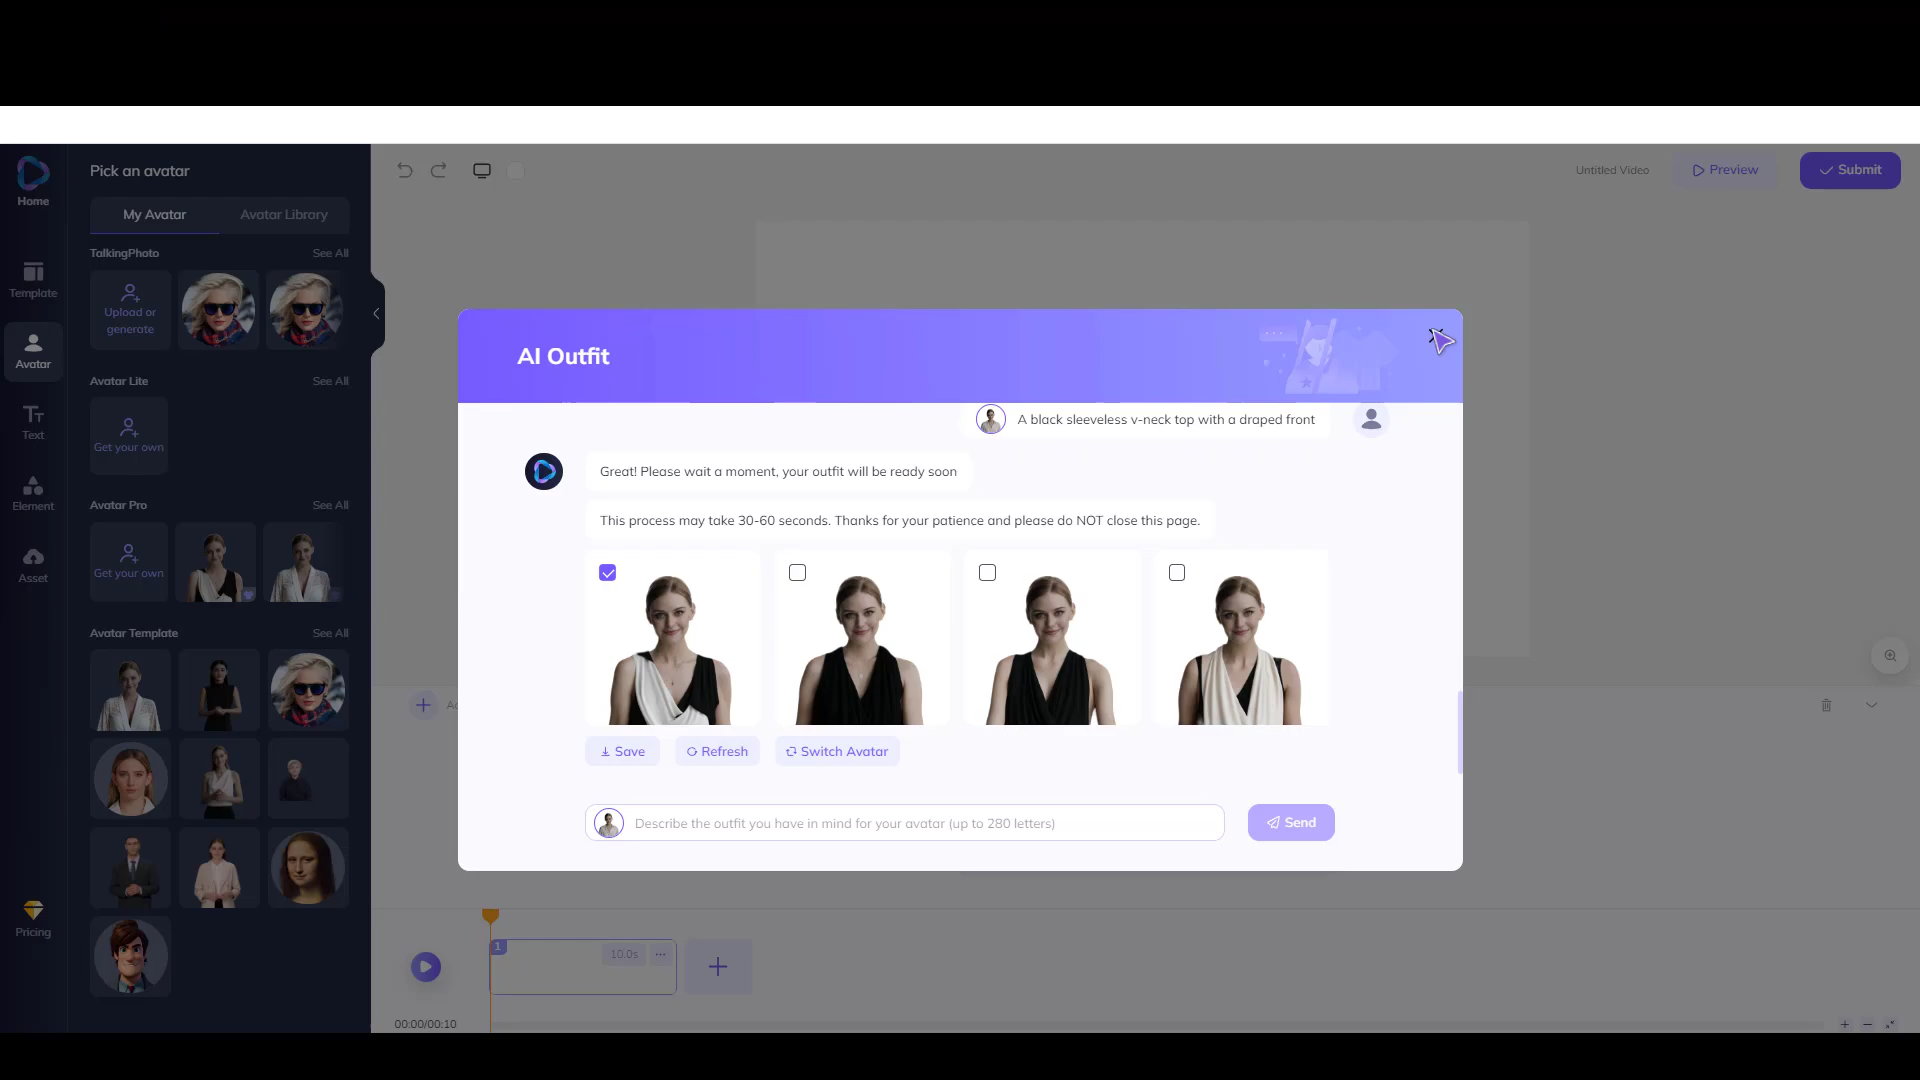 Home
Template
Avatar
Text
Element
Asset
Pricing
Pick an avatar
My Avatar
Avatar Library
TalkingPhoto
See All
Upload or
generate
Avatar Lite
See All
Get your own
Avatar Pro
See All
Get your own
Avatar Template
See All
Untitled Video
Preview
Submit
AI Outfit
A black sleeveless v-neck top with a draped front
Great! Please wait a moment, your outfit will be ready soon
This process may take 30-60 seconds. Thanks for your patience and please do NOT close this page.
Save
Refresh
Switch Avatar
Describe the outfit you have in mind for your avatar (up to 280 letters)
Send
1
10.0s
00:00/00:10